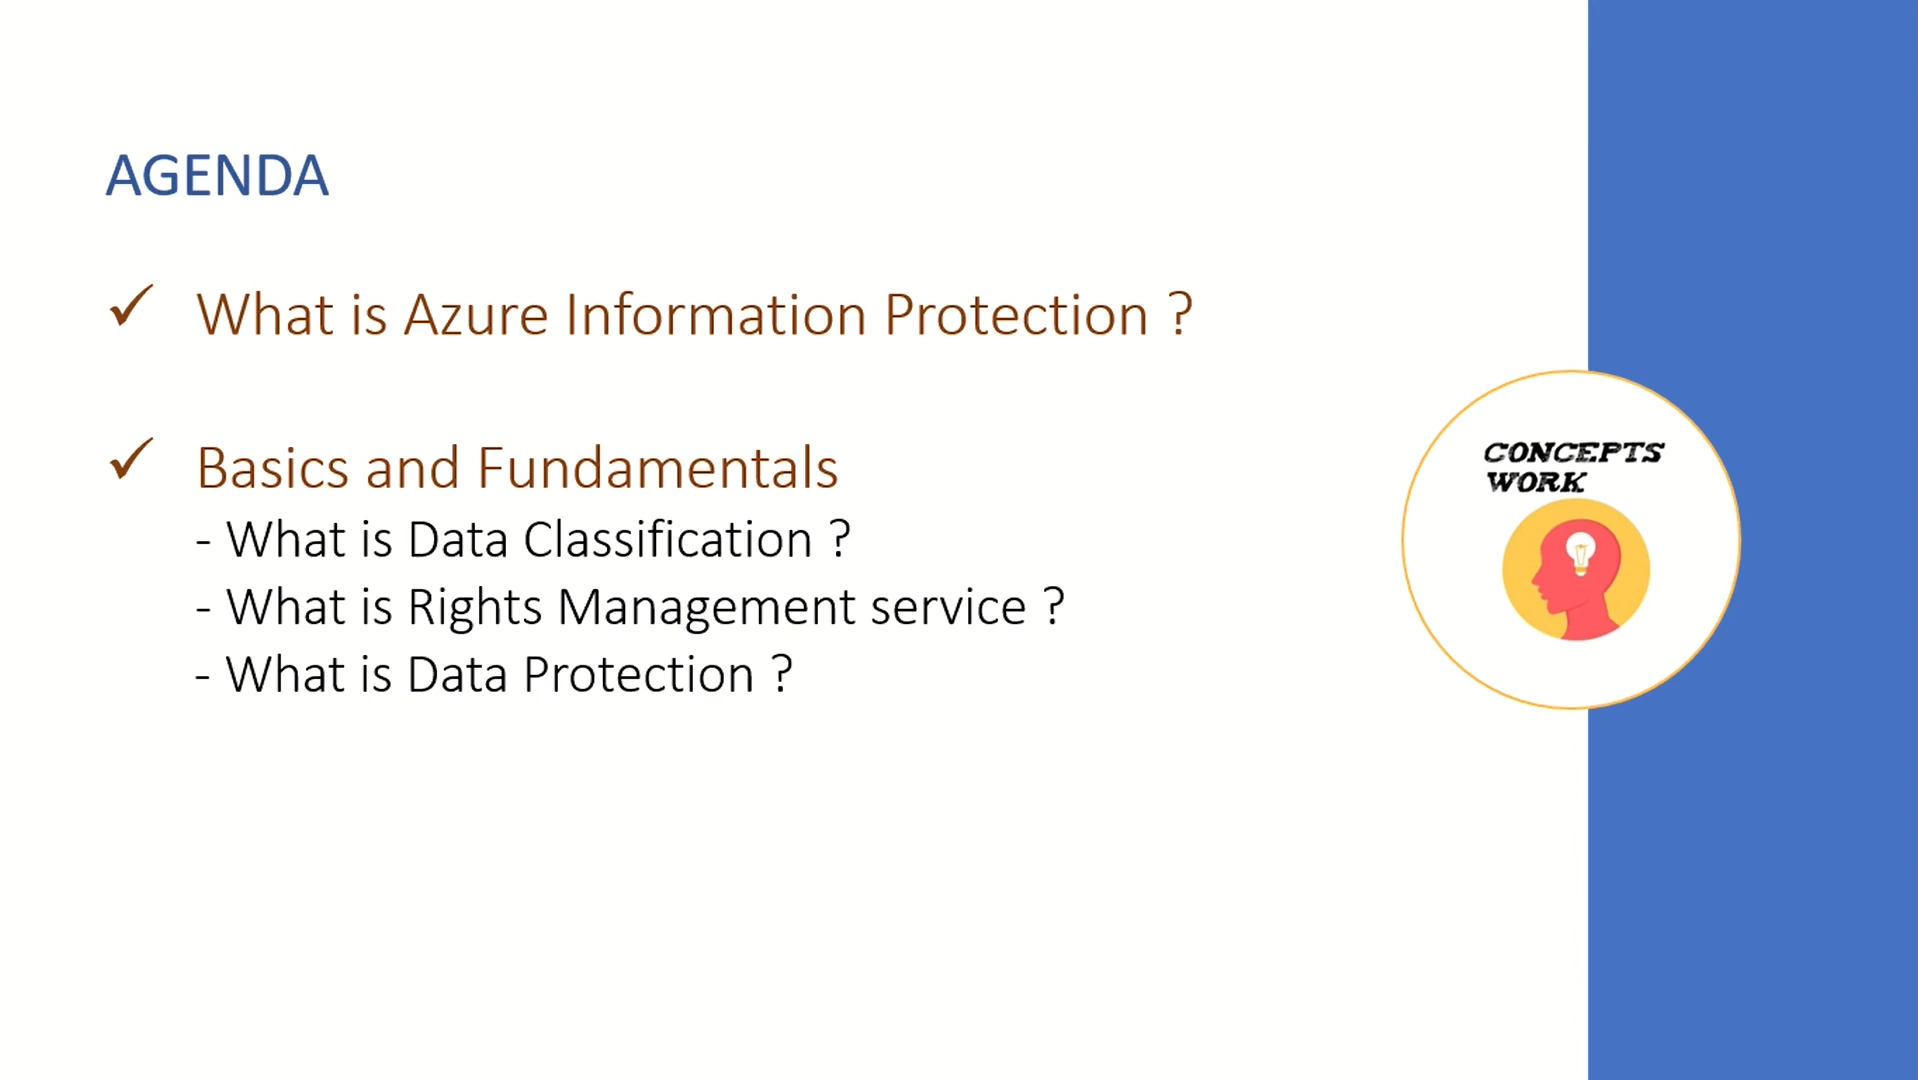 AGENDA
✓ What is Azure Information Protection ?
✓ Basics and Fundamentals
- What is Data Classification ?
- What is Rights Management service ?
- What is Data Protection ?
CONCEPTS
WORK